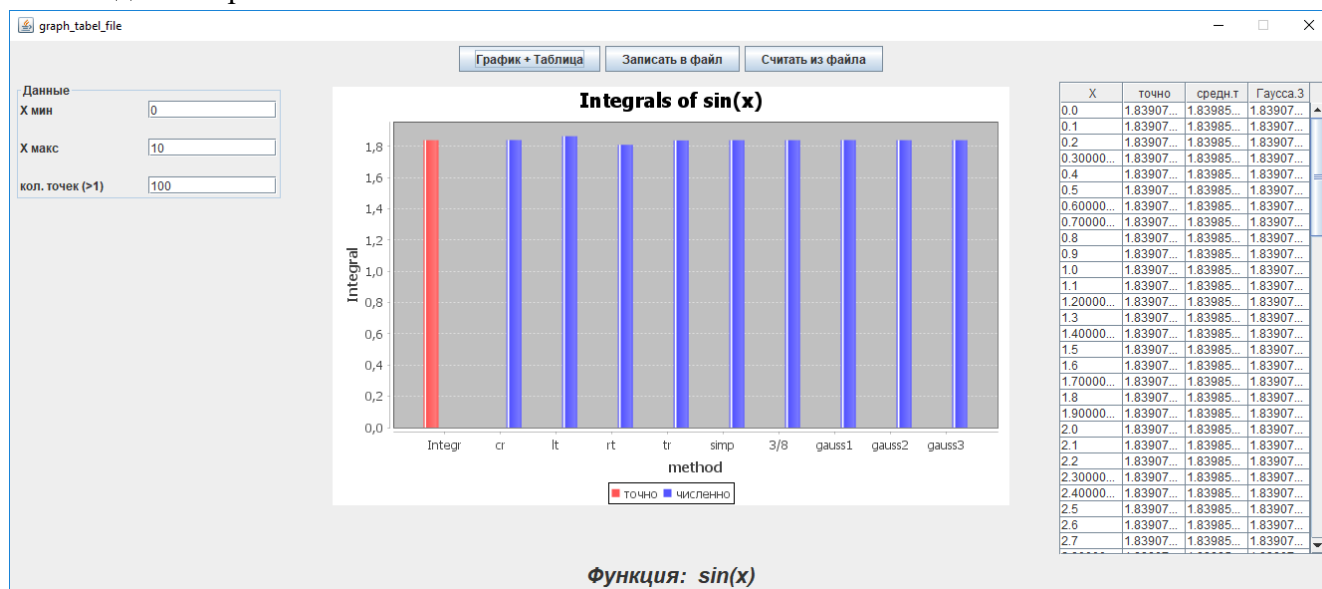 graph_tabel_file
График + Таблица Записать в файл Считать из файла
Данные
X мин 0
X макс 10
кол. точек (>1) 100
Integrals of sin(x)
Integral
1,8
1,6
1,4
1,2
1,0
0,8
0,6
0,4
0,2
0,0
Integr cr lt rt tr simp 3/8 gauss1 gauss2 gauss3
method
точно численно
X точно средн.т Гаусса.3
0.0 1.83907... 1.83985... 1.83907...
0.1 1.83907... 1.83985... 1.83907...
0.2 1.83907... 1.83985... 1.83907...
0.30000... 1.83907... 1.83985... 1.83907...
0.4 1.83907... 1.83985... 1.83907...
0.5 1.83907... 1.83985... 1.83907...
0.60000... 1.83907... 1.83985... 1.83907...
0.70000... 1.83907... 1.83985... 1.83907...
0.8 1.83907... 1.83985... 1.83907...
0.9 1.83907... 1.83985... 1.83907...
1.0 1.83907... 1.83985... 1.83907...
1.1 1.83907... 1.83985... 1.83907...
1.20000... 1.83907... 1.83985... 1.83907...
1.3 1.83907... 1.83985... 1.83907...
1.40000... 1.83907... 1.83985... 1.83907...
1.5 1.83907... 1.83985... 1.83907...
1.6 1.83907... 1.83985... 1.83907...
1.70000... 1.83907... 1.83985... 1.83907...
1.8 1.83907... 1.83985... 1.83907...
1.90000... 1.83907... 1.83985... 1.83907...
2.0 1.83907... 1.83985... 1.83907...
2.1 1.83907... 1.83985... 1.83907...
2.2 1.83907... 1.83985... 1.83907...
2.30000... 1.83907... 1.83985... 1.83907...
2.40000... 1.83907... 1.83985... 1.83907...
2.5 1.83907... 1.83985... 1.83907...
2.6 1.83907... 1.83985... 1.83907...
2.7 1.83907... 1.83985... 1.83907...
Функция: sin(x)